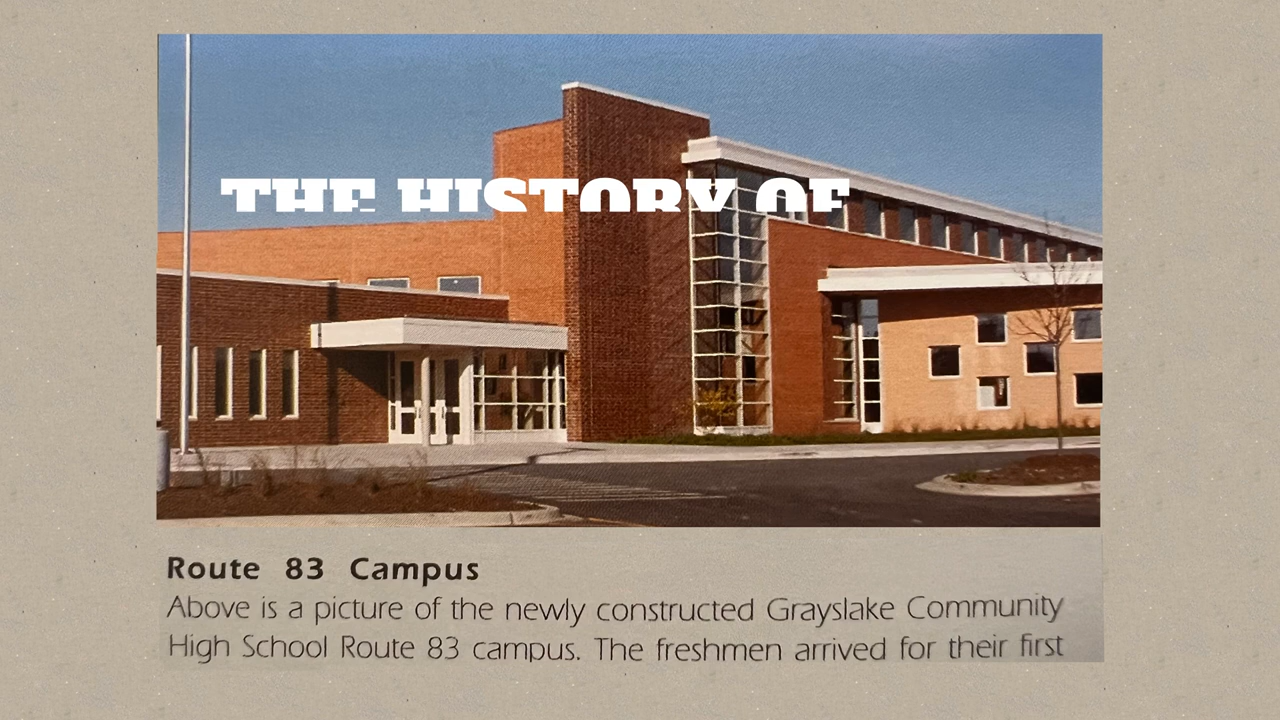 THE HISTORY OF
Route 83 Campus
Above is a picture of the newly constructed Grayslake Community
High School Route 83 campus. The freshmen arrived for their first